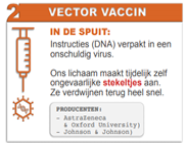 2 VECTOR VACCIN
IN DE SPUIT:
Instructies (DNA) verpakt in een
onschuldig virus.
Ons lichaam maakt tijdelijk zelf
ongevaarlijke stekeltjes aan.
Ze verdwijnen terug heel snel.
PRODUCENTEN:
- AstraZeneca
& Oxford University)
- Johnson & Johnson)